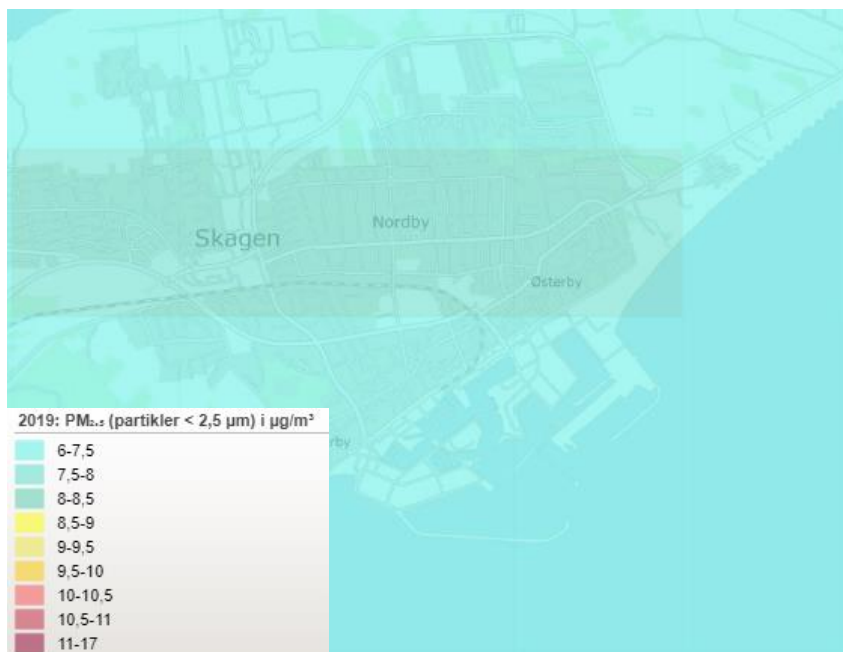 Skagen
Nordby
Østerby
rby
2019: PM₂.₅ (partikler < 2,5 µm) i µg/m³
6-7,5
7,5-8
8-8,5
8,5-9
9-9,5
9,5-10
10-10,5
10,5-11
11-17